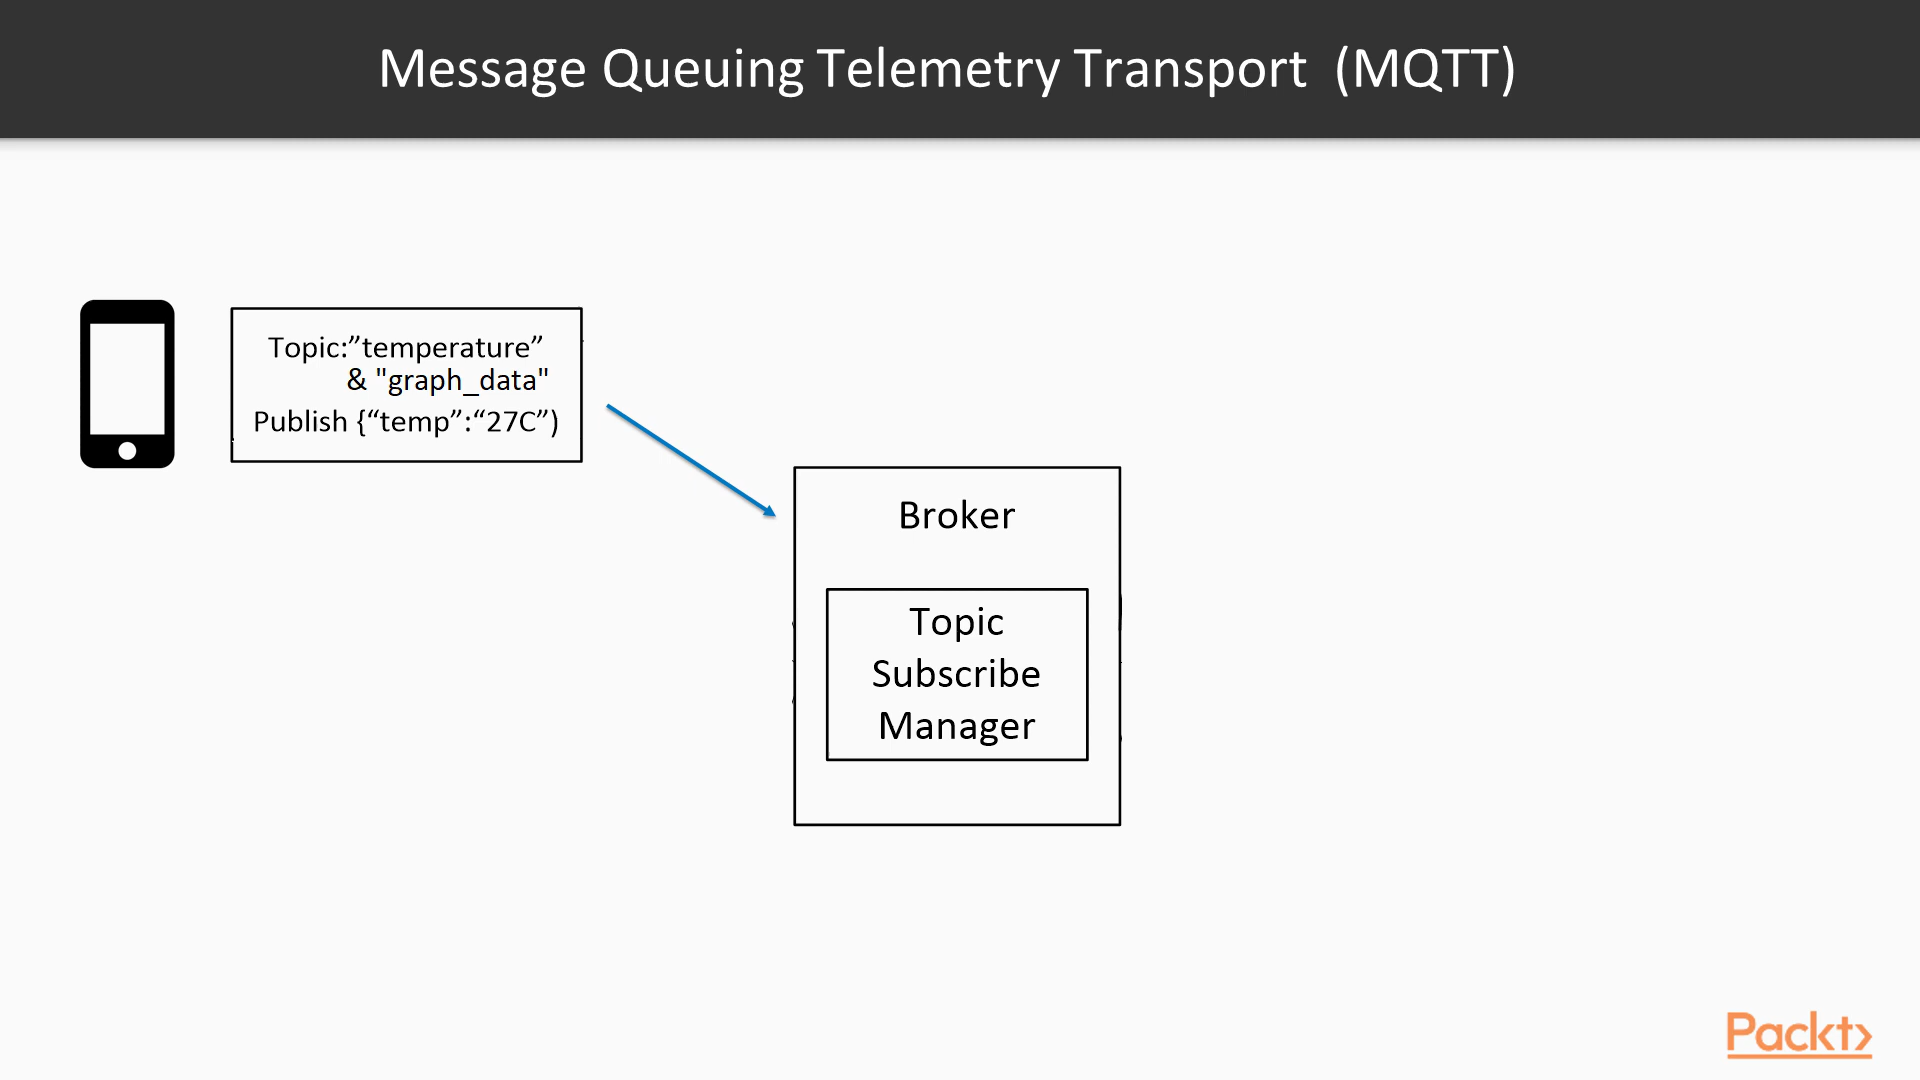 Message Queuing Telemetry Transport (MQTT)
Topic:”temperature”
& "graph_data"
Publish {“temp”:“27C”)
Broker
Topic
Subscribe
Manager
Packt>